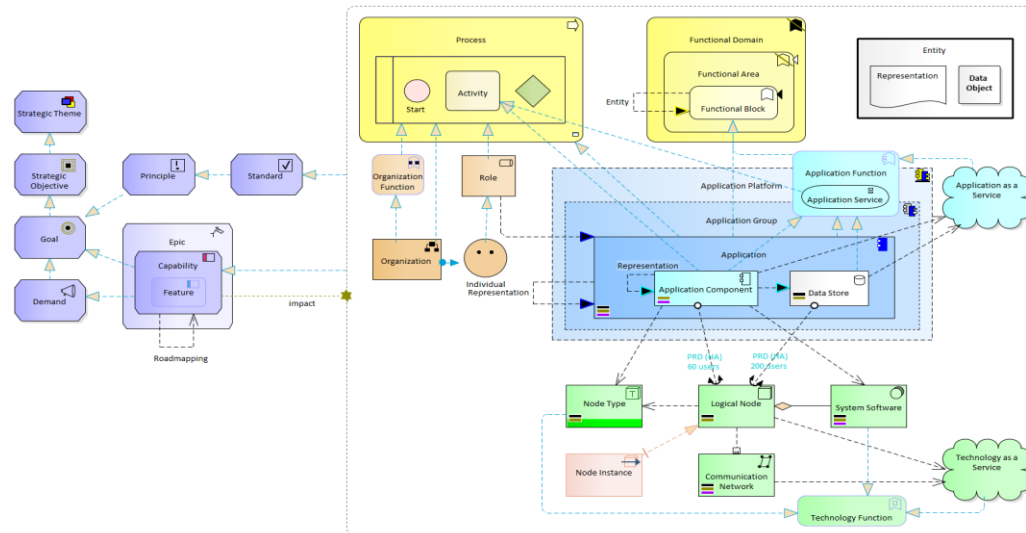 Process
Start
Activity
Functional Domain
Functional Area
Entity
Functional Block
Entity
Representation
Data
Object
Strategic Theme
Strategic
Objective
Principle
Standard
Goal
Demand
Epic
Capability
Feature
Roadmapping
impact
Organization
Function
Role
Organization
Individual
Representation
Application Platform
Application Function
Application Service
Application as a
Service
Application Group
Application
Representation
Application Component
Data Store
PRD (HA)
60 users
PRD (HA)
200 users
Node Type
T
Logical Node
System Software
Node Instance
Communication
Network
Technology as a
Service
Technology Function